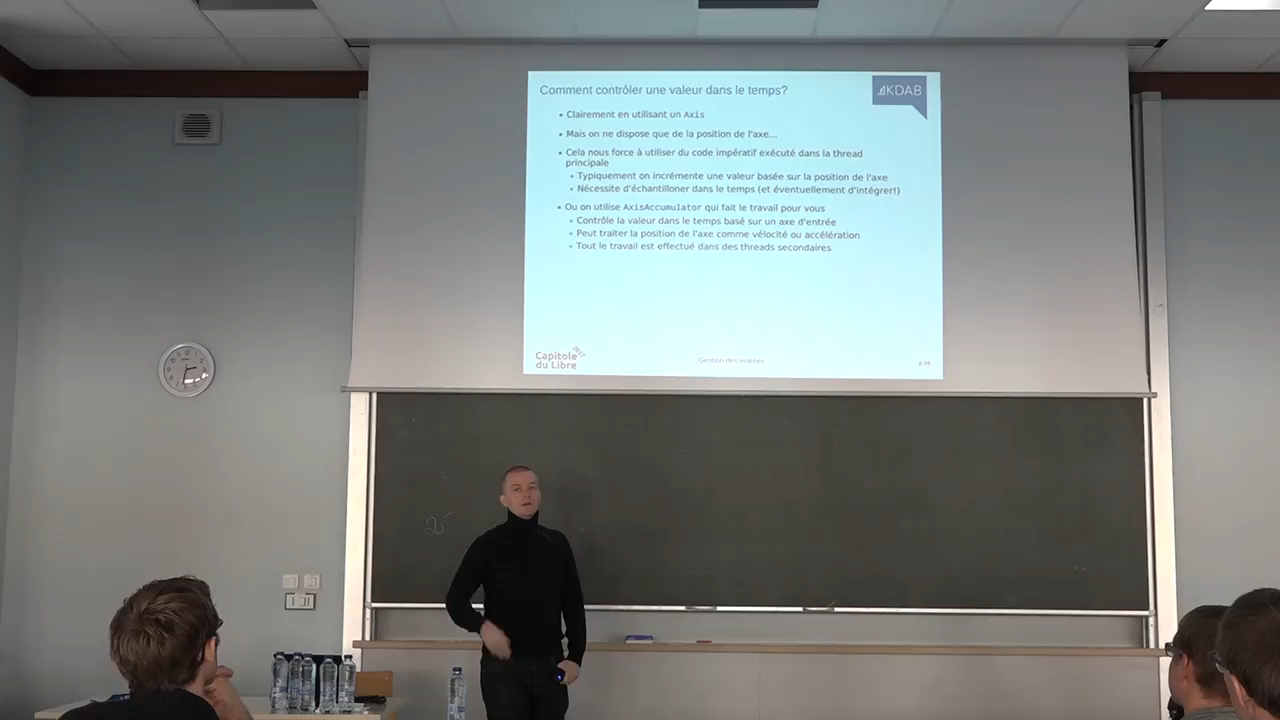 Comment contrôler une valeur dans le temps?
KDAB
• Clairement en utilisant un Axis
• Mais on ne dispose que de la position de l'axe...
• Cela nous force à utiliser du code impératif exécuté dans la thread
principale
• Typiquement on incrémente une valeur basée sur la position de l'axe
• Nécessite d'échantilloner dans le temps (et éventuellement d'intégrer!)
• Ou on utilise AxisAccumulator qui fait le travail pour vous
• Contrôle la valeur dans le temps basé sur un axe d'entrée
• Peut traiter la position de l'axe comme vélocité ou accélération
• Tout le travail est effectué dans des threads secondaires
Capitole 2017
du Libre
Gestion des entrées